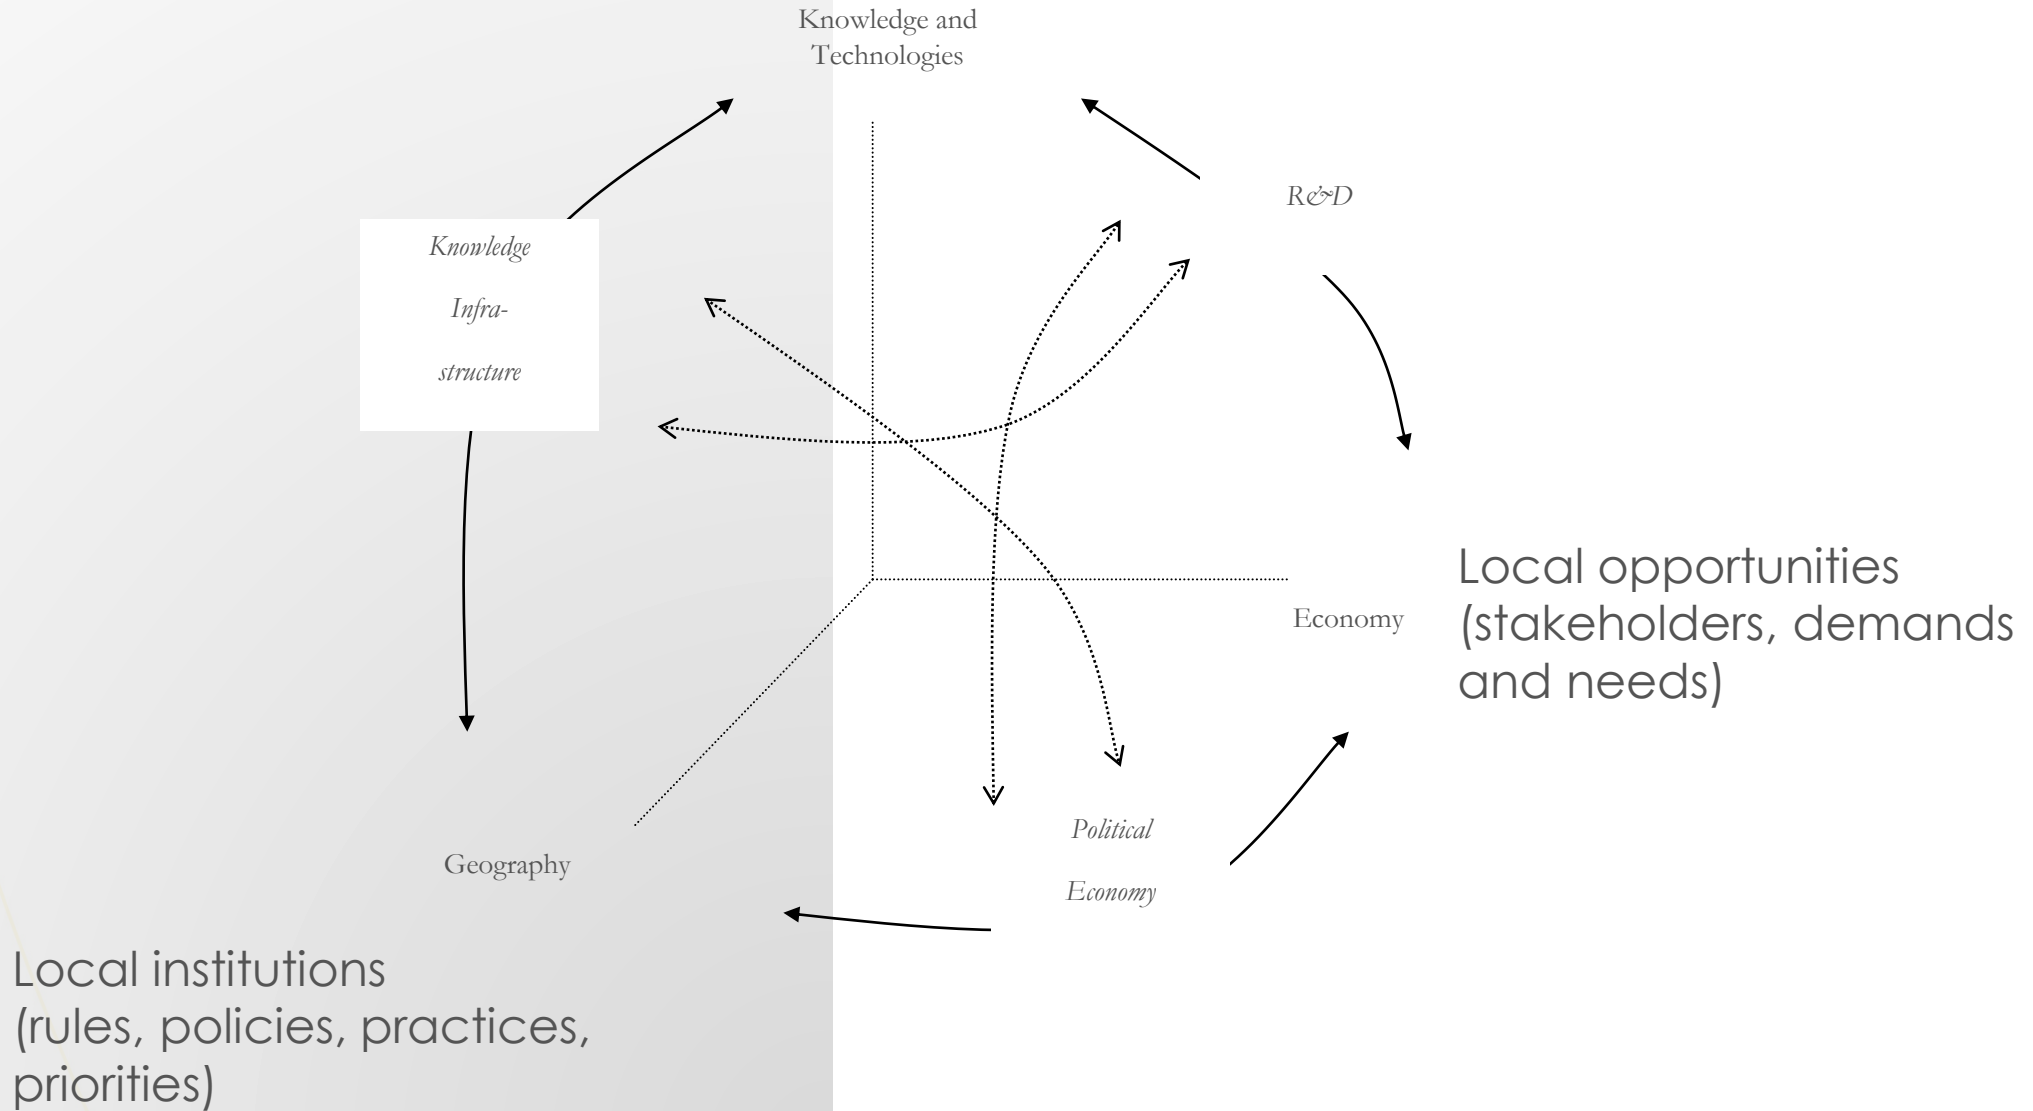 Knowledge and
Technologies
R&D
Knowledge
Infra-
structure
Local opportunities
(stakeholders, demands
and needs)
Economy
Political
Economy
Geography
Local institutions
(rules, policies, practices,
priorities)